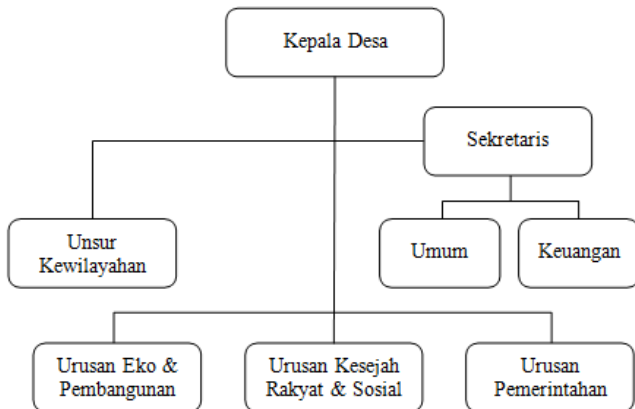 Kepala Desa
Sekretaris
Unsur
Kewilayahan
Umum
Keuangan
Urusan Eko &
Pembangunan
Urusan Kesejah
Rakyat & Sosial
Urusan
Pemerintahan